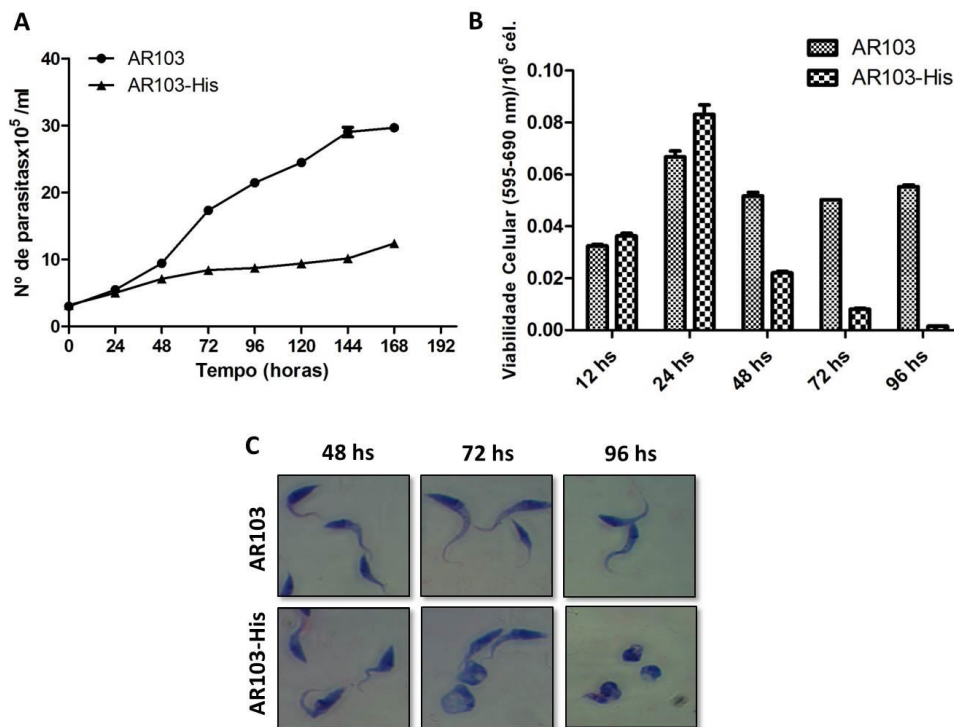 A
AR103
AR103-His
Nº de parasitasx10⁵/ml
40
30
20
10
0
0 24 48 72 96 120 144 168 192
Tempo (horas)
B
AR103
AR103-His
Viabilidade Celular (595-690 nm)/10⁵ cél.
0.10
0.08
0.06
0.04
0.02
0.00
12 hs 24 hs 48 hs 72 hs 96 hs
C
48 hs 72 hs 96 hs
AR103
AR103-His